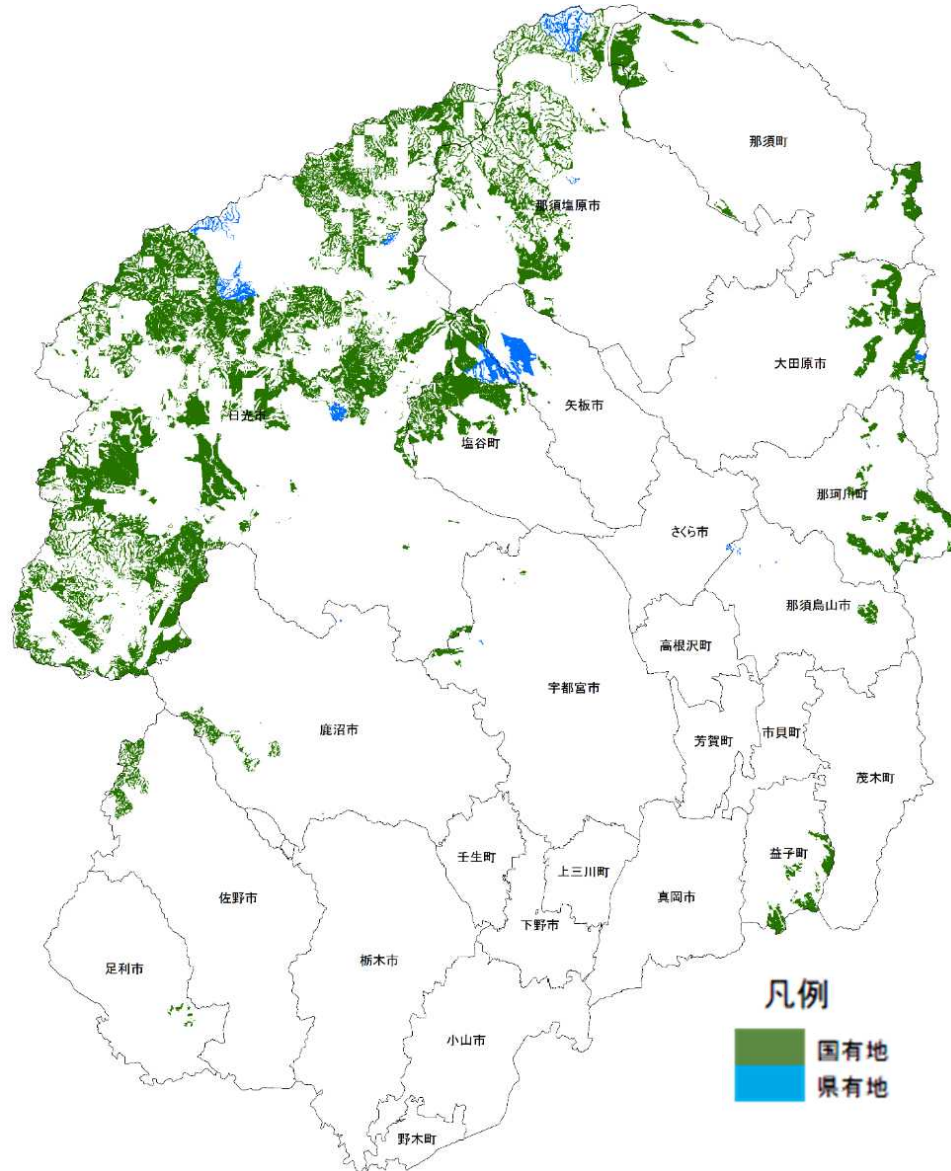 那須町
那須塩原市
大田原市
日光市
矢板市
塩谷町
那珂川町
さくら市
那須烏山市
高根沢町
宇都宮市
鹿沼市
芳賀町
市貝町
茂木町
壬生町
上三川町
益子町
佐野市
真岡市
下野市
栃木市
足利市
小山市
野木町
凡例
国有地
県有地